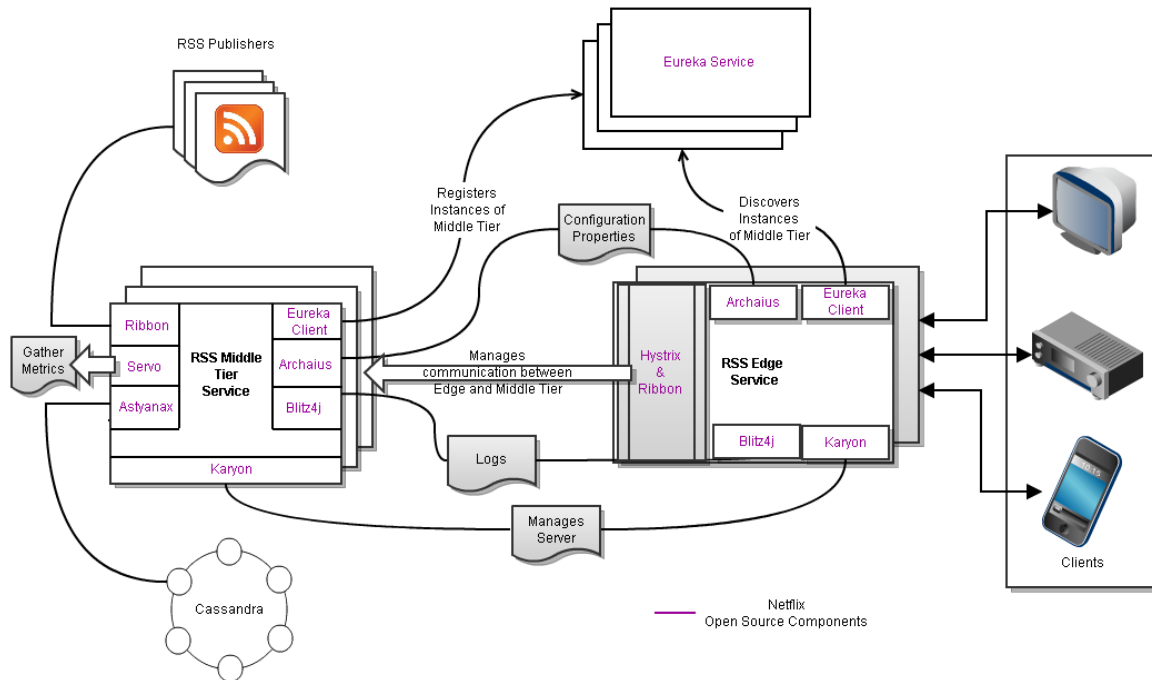 RSS Publishers
Eureka Service
Registers
Instances of
Middle Tier
Configuration
Properties
Discovers
Instances
of Middle Tier
Ribbon
Servo
Astyanax
RSS Middle
Tier
Service
Eureka
Client
Archaius
Blitz4j
Karyon
Gather
Metrics
Manages
communication between
Edge and Middle Tier
Hystrix
&
Ribbon
Archaius
Eureka
Client
RSS Edge
Service
Blitz4j
Karyon
Logs
Manages
Server
Cassandra
10:15
Clients
Netflix
Open Source Components